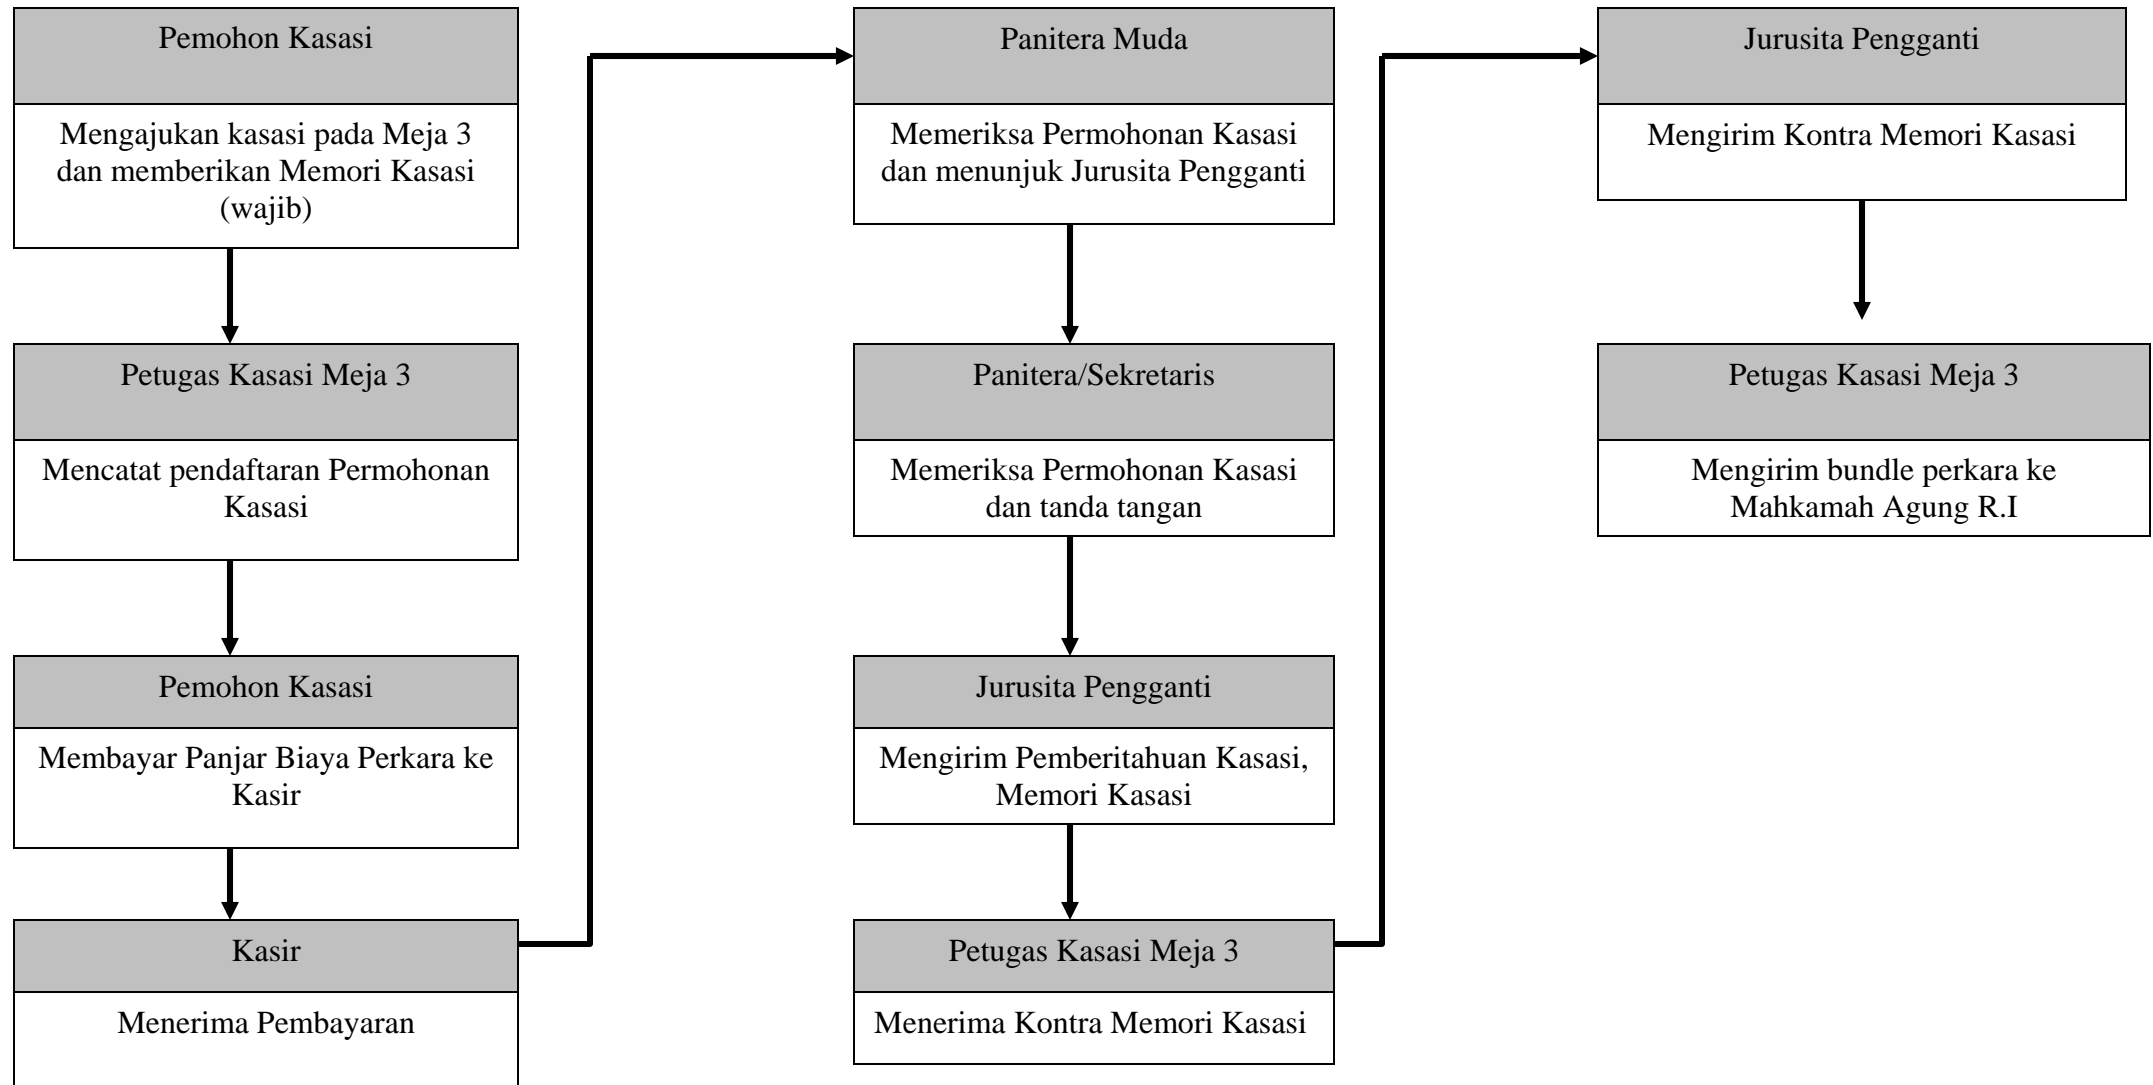 Pemohon Kasasi
Mengajukan kasasi pada Meja 3
dan memberikan Memori Kasasi
(wajib)
Petugas Kasasi Meja 3
Mencatat pendaftaran Permohonan
Kasasi
Pemohon Kasasi
Membayar Panjar Biaya Perkara ke
Kasir
Kasir
Menerima Pembayaran
Panitera Muda
Memeriksa Permohonan Kasasi
dan menunjuk Jurusita Pengganti
Panitera/Sekretaris
Memeriksa Permohonan Kasasi
dan tanda tangan
Jurusita Pengganti
Mengirim Pemberitahuan Kasasi,
Memori Kasasi
Petugas Kasasi Meja 3
Menerima Kontra Memori Kasasi
Jurusita Pengganti
Mengirim Kontra Memori Kasasi
Petugas Kasasi Meja 3
Mengirim bundle perkara ke
Mahkamah Agung R.I